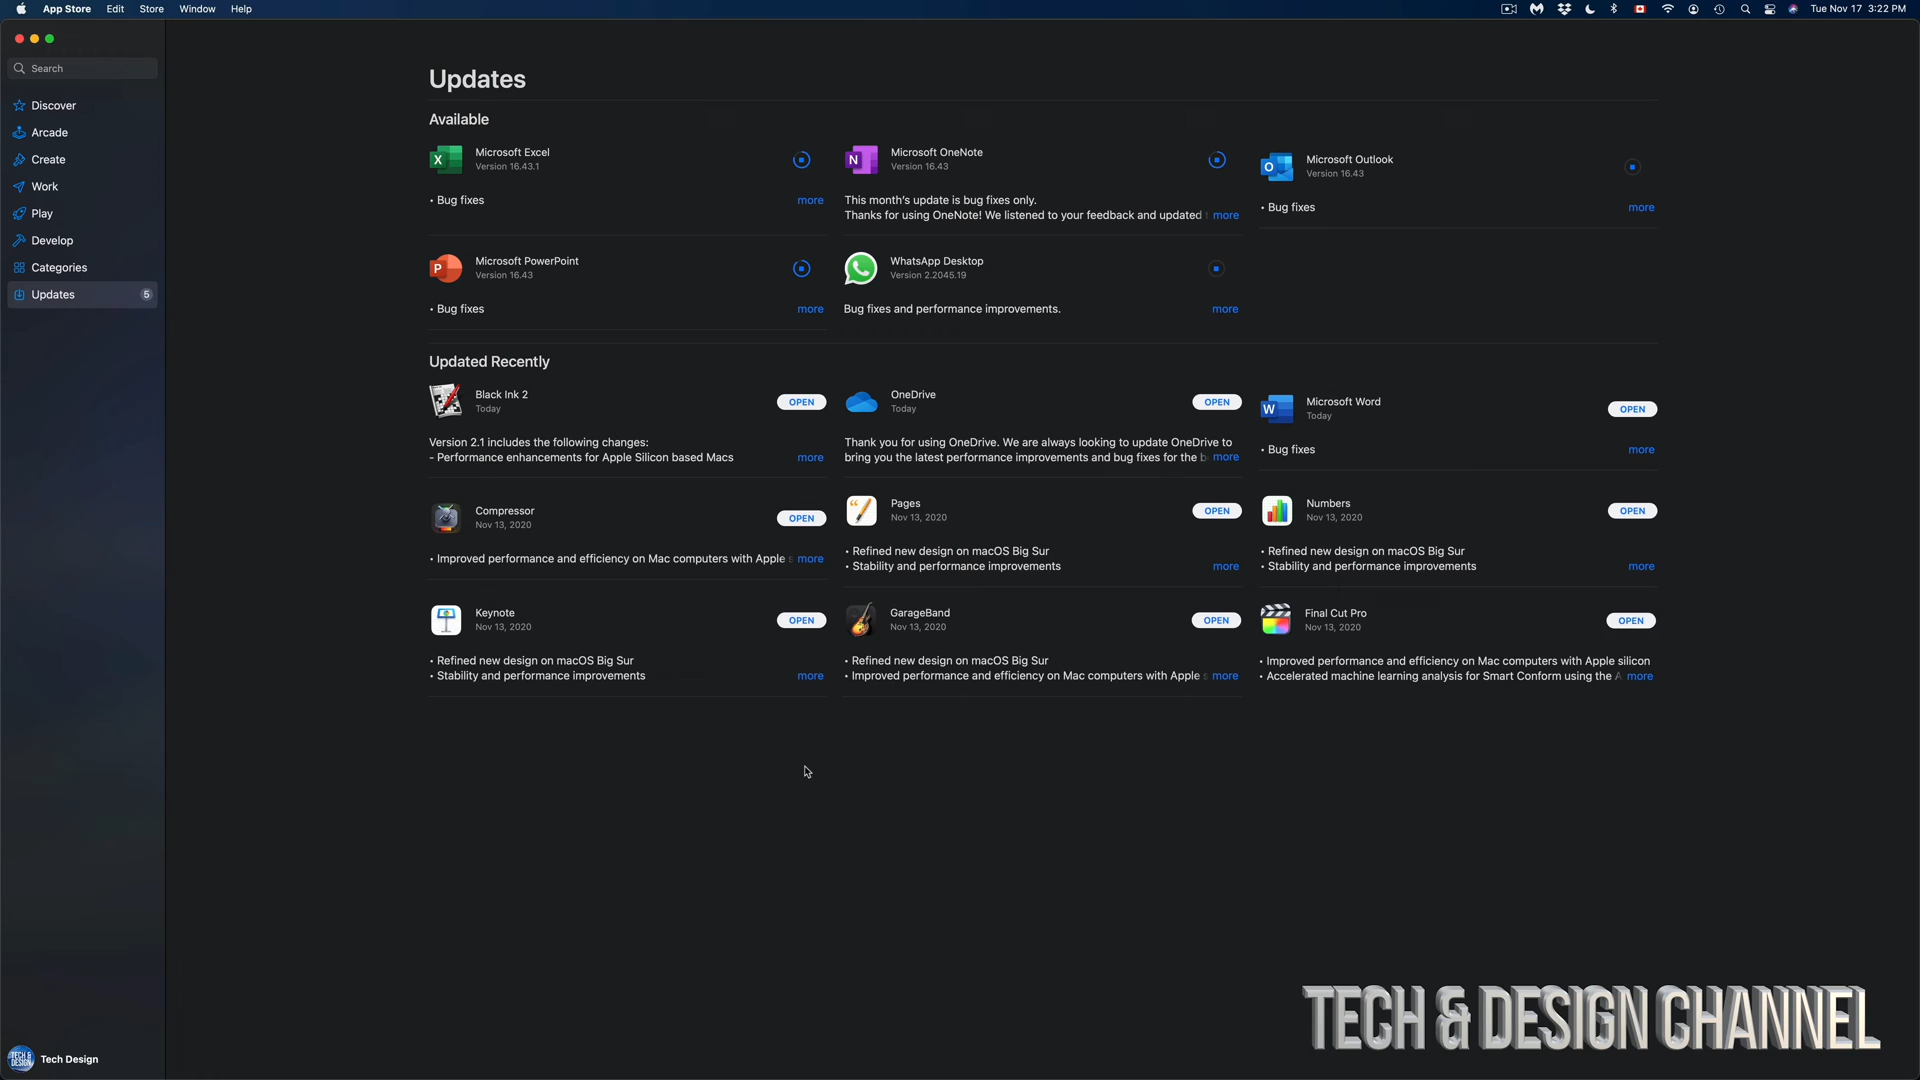 App Store Edit Store Window Help Tue Nov 17 3:22 PM
Search
Discover
Arcade
Create
Work
Play
Develop
Categories
Updates 5
Tech Design
Updates
Available
Microsoft Excel
Version 16.43.1
• Bug fixes more
Microsoft OneNote
Version 16.43
This month's update is bug fixes only.
Thanks for using OneNote! We listened to your feedback and updated more
Microsoft Outlook
Version 16.43
• Bug fixes more
Microsoft PowerPoint
Version 16.43
• Bug fixes more
WhatsApp Desktop
Version 2.2045.19
Bug fixes and performance improvements. more
Updated Recently
Black Ink 2
Today
OPEN
Version 2.1 includes the following changes:
- Performance enhancements for Apple Silicon based Macs more
OneDrive
Today
OPEN
Thank you for using OneDrive. We are always looking to update OneDrive to
bring you the latest performance improvements and bug fixes for the b more
Microsoft Word
Today
OPEN
• Bug fixes more
Compressor
Nov 13, 2020
OPEN
• Improved performance and efficiency on Mac computers with Apple s more
Pages
Nov 13, 2020
OPEN
• Refined new design on macOS Big Sur
• Stability and performance improvements more
Numbers
Nov 13, 2020
OPEN
• Refined new design on macOS Big Sur
• Stability and performance improvements more
Keynote
Nov 13, 2020
OPEN
• Refined new design on macOS Big Sur
• Stability and performance improvements more
GarageBand
Nov 13, 2020
OPEN
• Refined new design on macOS Big Sur
• Improved performance and efficiency on Mac computers with Apple s more
Final Cut Pro
Nov 13, 2020
OPEN
• Improved performance and efficiency on Mac computers with Apple silicon
• Accelerated machine learning analysis for Smart Conform using the A more
TECH & DESIGN CHANNEL